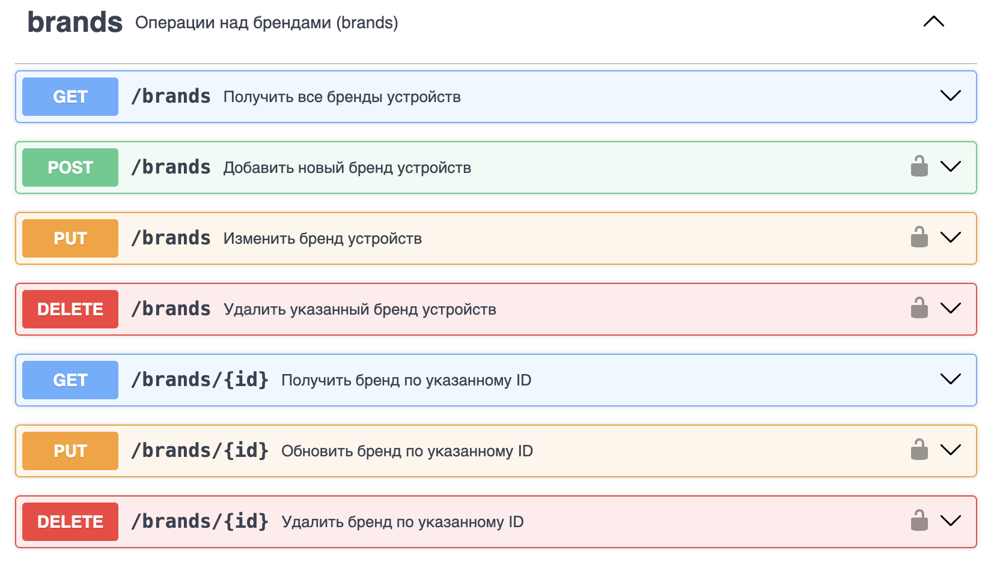 brands Операции над брендами (brands)
GET /brands Получить все бренды устройств
POST /brands Добавить новый бренд устройств
PUT /brands Изменить бренд устройств
DELETE /brands Удалить указанный бренд устройств
GET /brands/{id} Получить бренд по указанному ID
PUT /brands/{id} Обновить бренд по указанному ID
DELETE /brands/{id} Удалить бренд по указанному ID